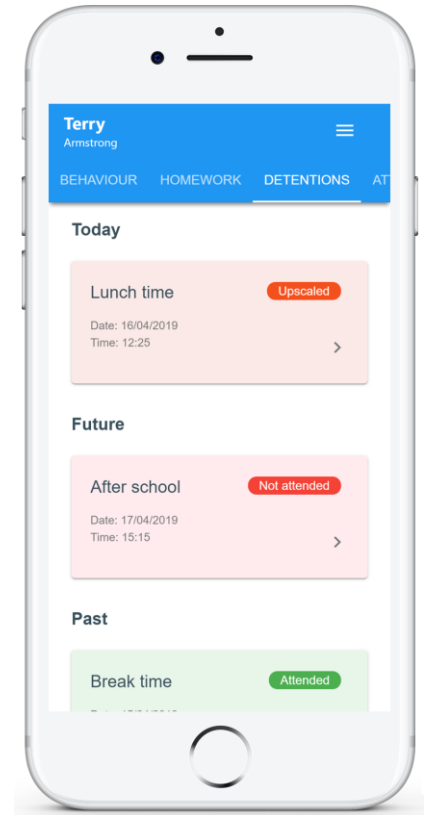 Terry
Armstrong
BEHAVIOUR HOMEWORK DETENTIONS
Today
Lunch time Upscaled
Date: 16/04/2019
Time: 12:25
Future
After school Not attended
Date: 17/04/2019
Time: 15:15
Past
Break time Attended